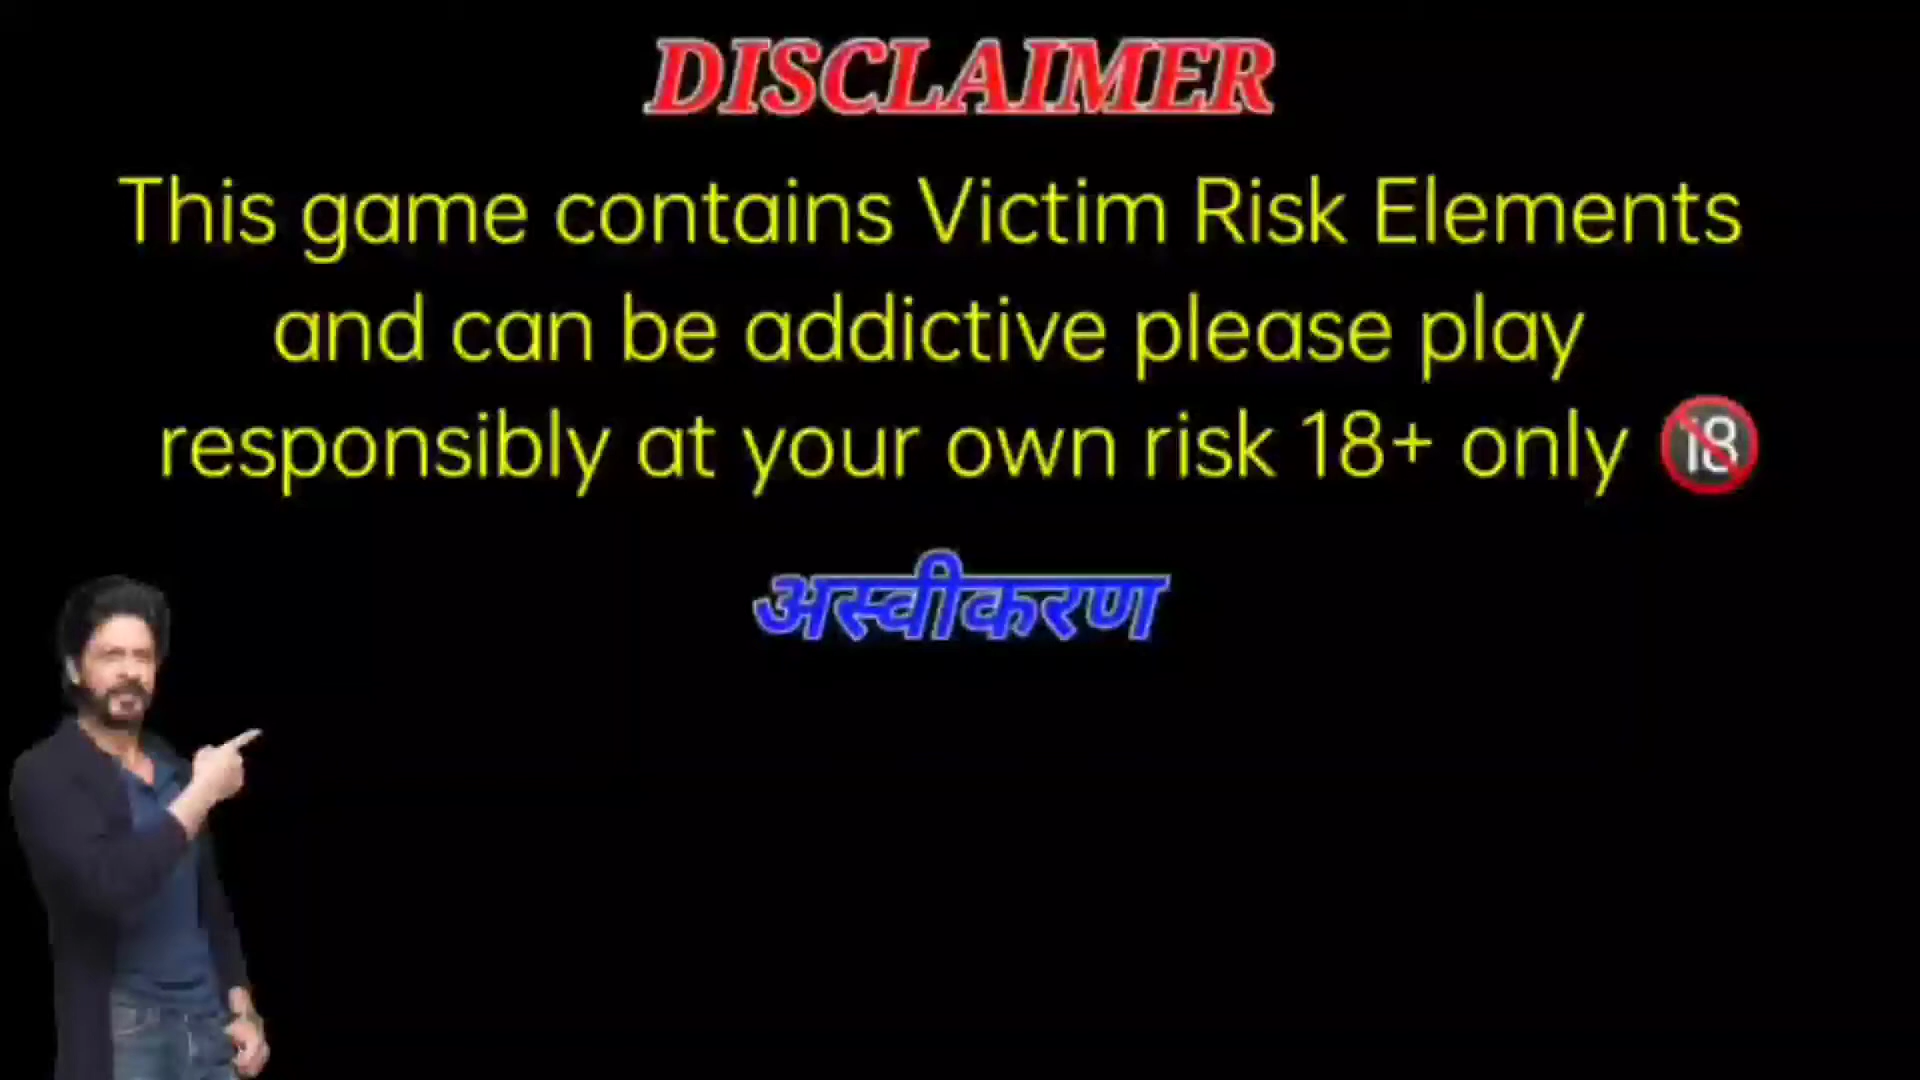 DISCLAIMER
This game contains Victim Risk Elements
and can be addictive please play
responsibly at your own risk 18+ only 🔞
अस्वीकरण